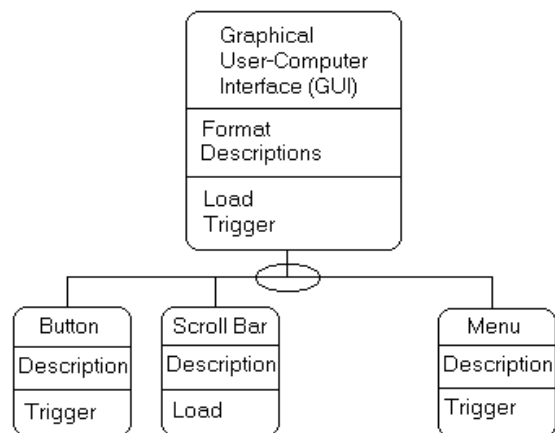 Graphical
User-Computer
Interface (GUI)
Format
Descriptions
Load
Trigger
Button
Description
Trigger
Scroll Bar
Description
Load
Menu
Description
Trigger